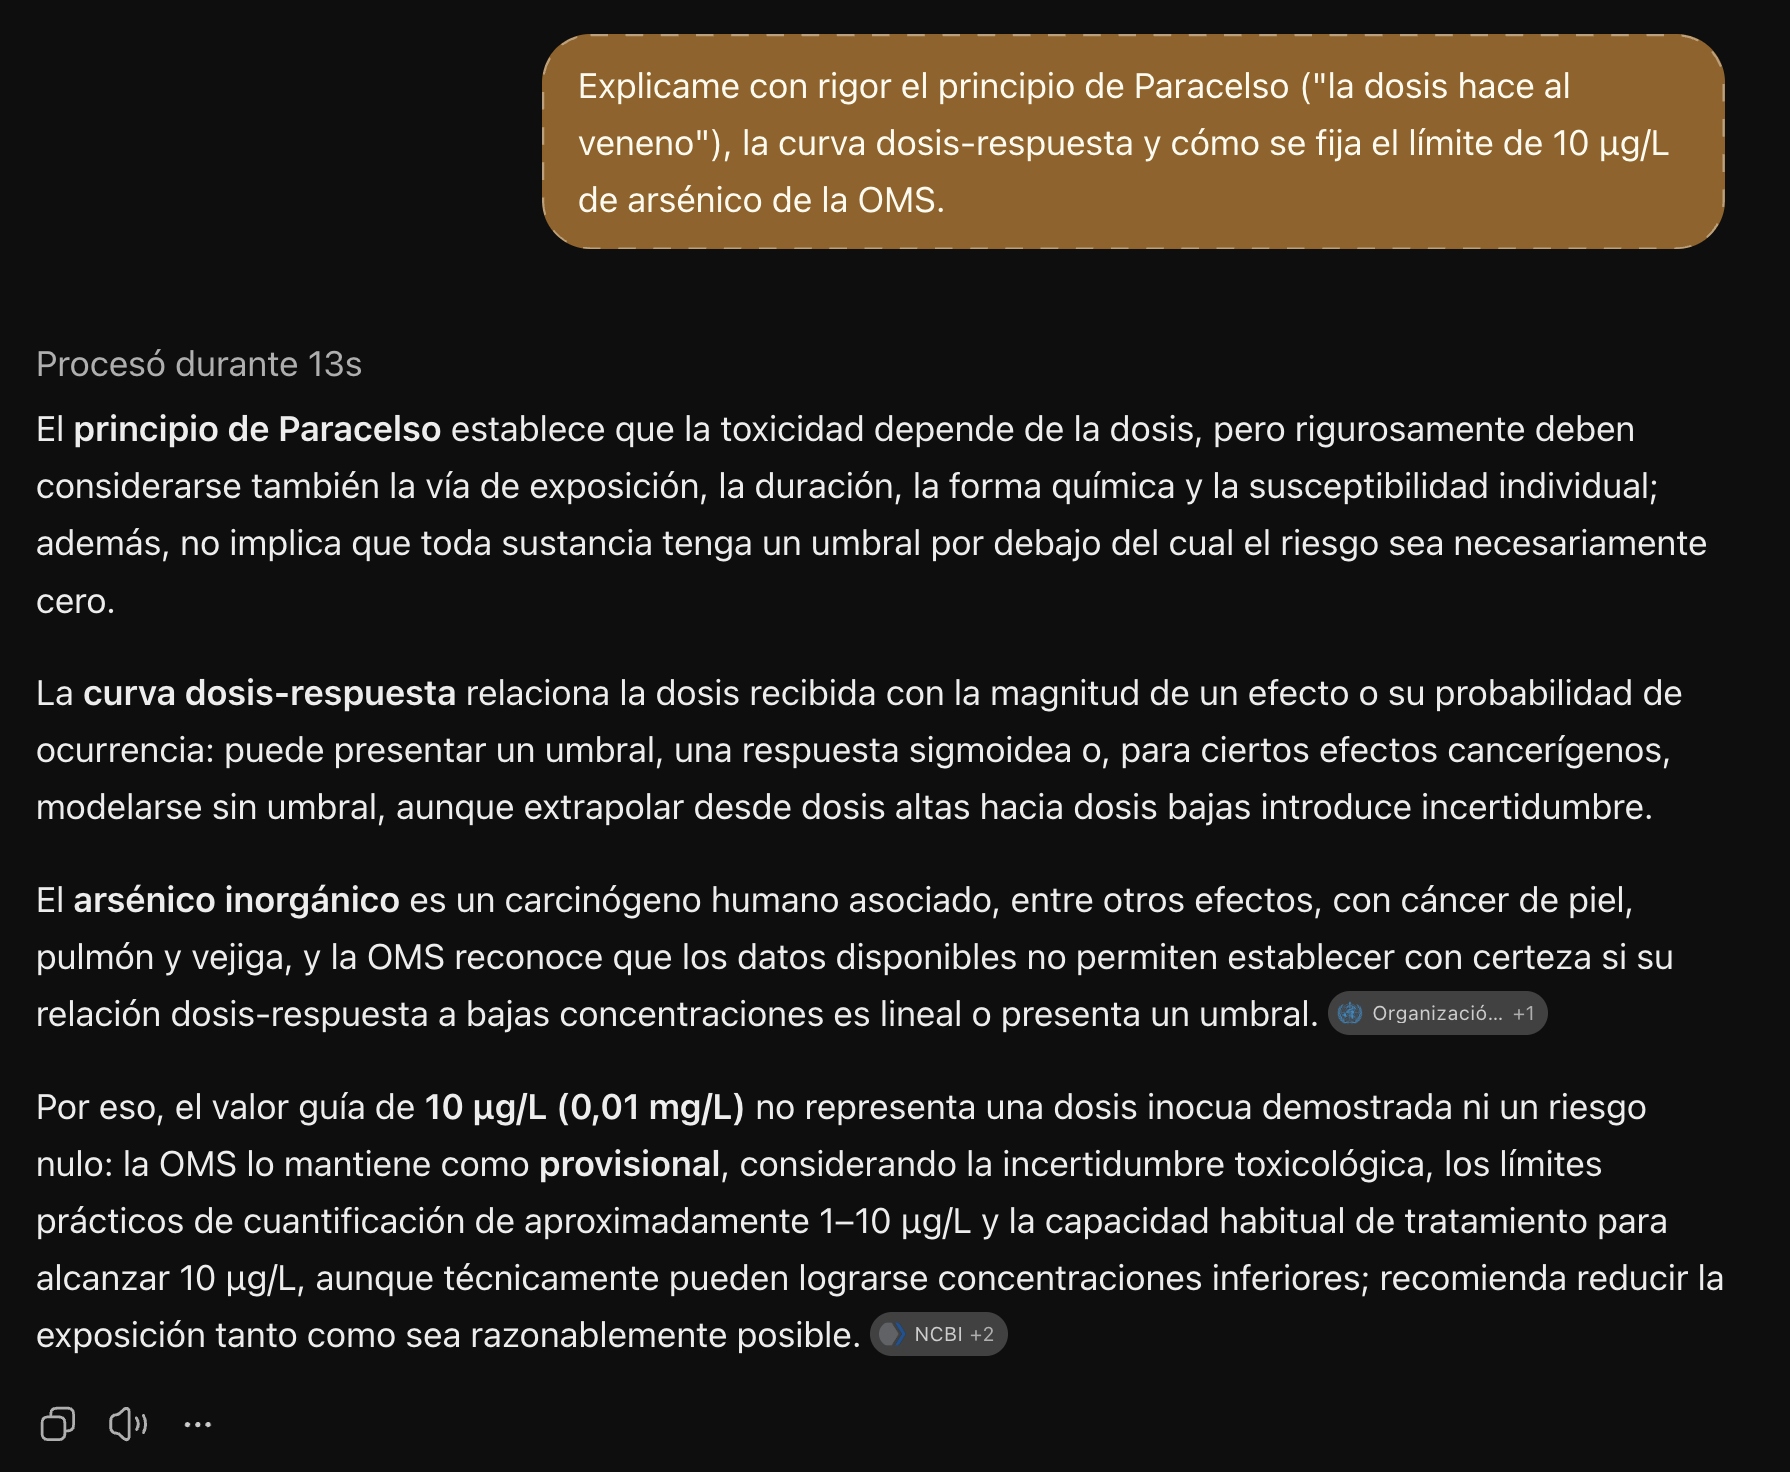 Explicame con rigor el principio de Paracelso ("la dosis hace al
veneno"), la curva dosis-respuesta y cómo se fija el límite de 10 µg/L
de arsénico de la OMS.
Procesó durante 13s
El principio de Paracelso establece que la toxicidad depende de la dosis, pero rigurosamente deben
considerarse también la vía de exposición, la duración, la forma química y la susceptibilidad individual;
además, no implica que toda sustancia tenga un umbral por debajo del cual el riesgo sea necesariamente
cero.
La curva dosis-respuesta relaciona la dosis recibida con la magnitud de un efecto o su probabilidad de
ocurrencia: puede presentar un umbral, una respuesta sigmoidea o, para ciertos efectos cancerígenos,
modelarse sin umbral, aunque extrapolar desde dosis altas hacia dosis bajas introduce incertidumbre.
El arsénico inorgánico es un carcinógeno humano asociado, entre otros efectos, con cáncer de piel,
pulmón y vejiga, y la OMS reconoce que los datos disponibles no permiten establecer con certeza si su
relación dosis-respuesta a bajas concentraciones es lineal o presenta un umbral. Organizació... +1
Por eso, el valor guía de 10 µg/L (0,01 mg/L) no representa una dosis inocua demostrada ni un riesgo
nulo: la OMS lo mantiene como provisional, considerando la incertidumbre toxicológica, los límites
prácticos de cuantificación de aproximadamente 1–10 µg/L y la capacidad habitual de tratamiento para
alcanzar 10 µg/L, aunque técnicamente pueden lograrse concentraciones inferiores; recomienda reducir la
exposición tanto como sea razonablemente posible. NCBI +2